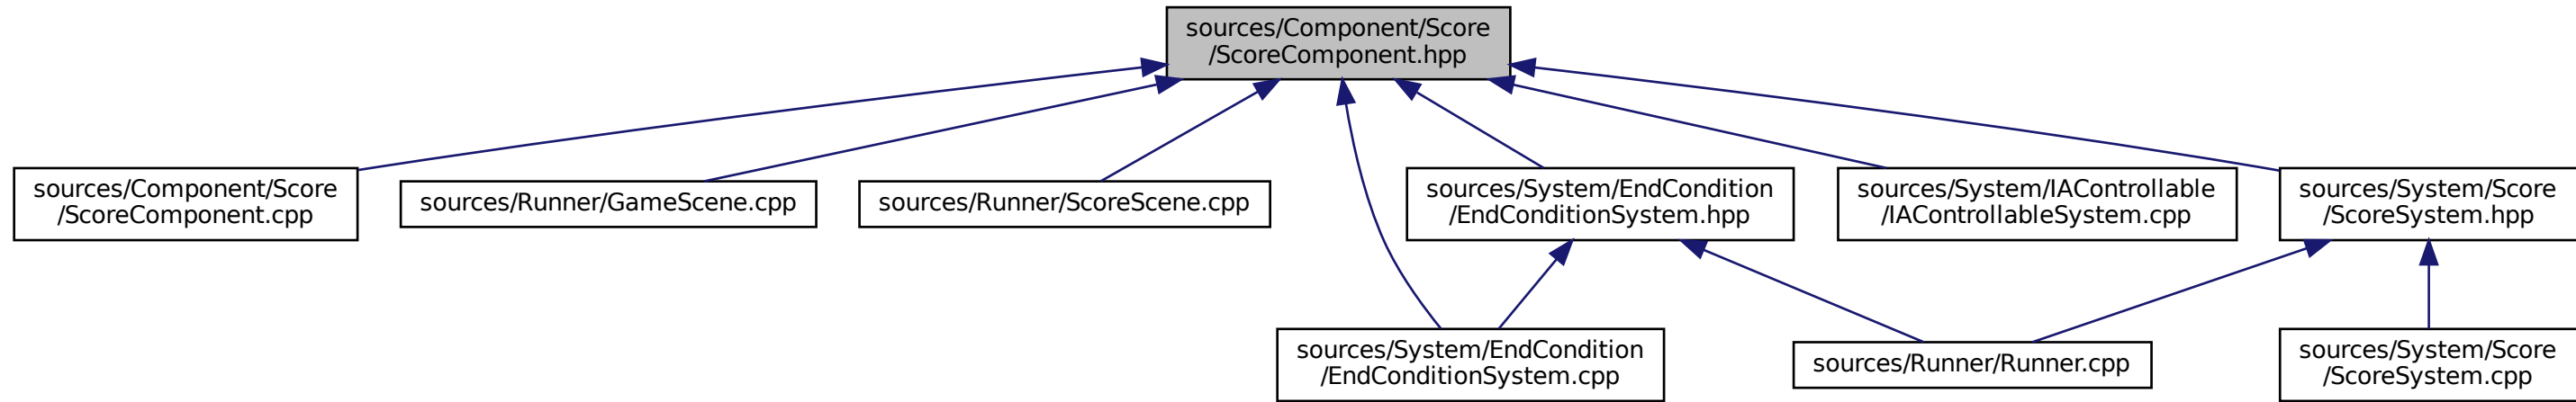 sources/Component/Score
/ScoreComponent.hpp
sources/Component/Score
/ScoreComponent.cpp
sources/Runner/GameScene.cpp
sources/Runner/ScoreScene.cpp
sources/System/EndCondition
/EndConditionSystem.hpp
sources/System/IAControllable
/IAControllableSystem.cpp
sources/System/Score
/ScoreSystem.hpp
sources/System/EndCondition
/EndConditionSystem.cpp
sources/Runner/Runner.cpp
sources/System/Score
/ScoreSystem.cpp